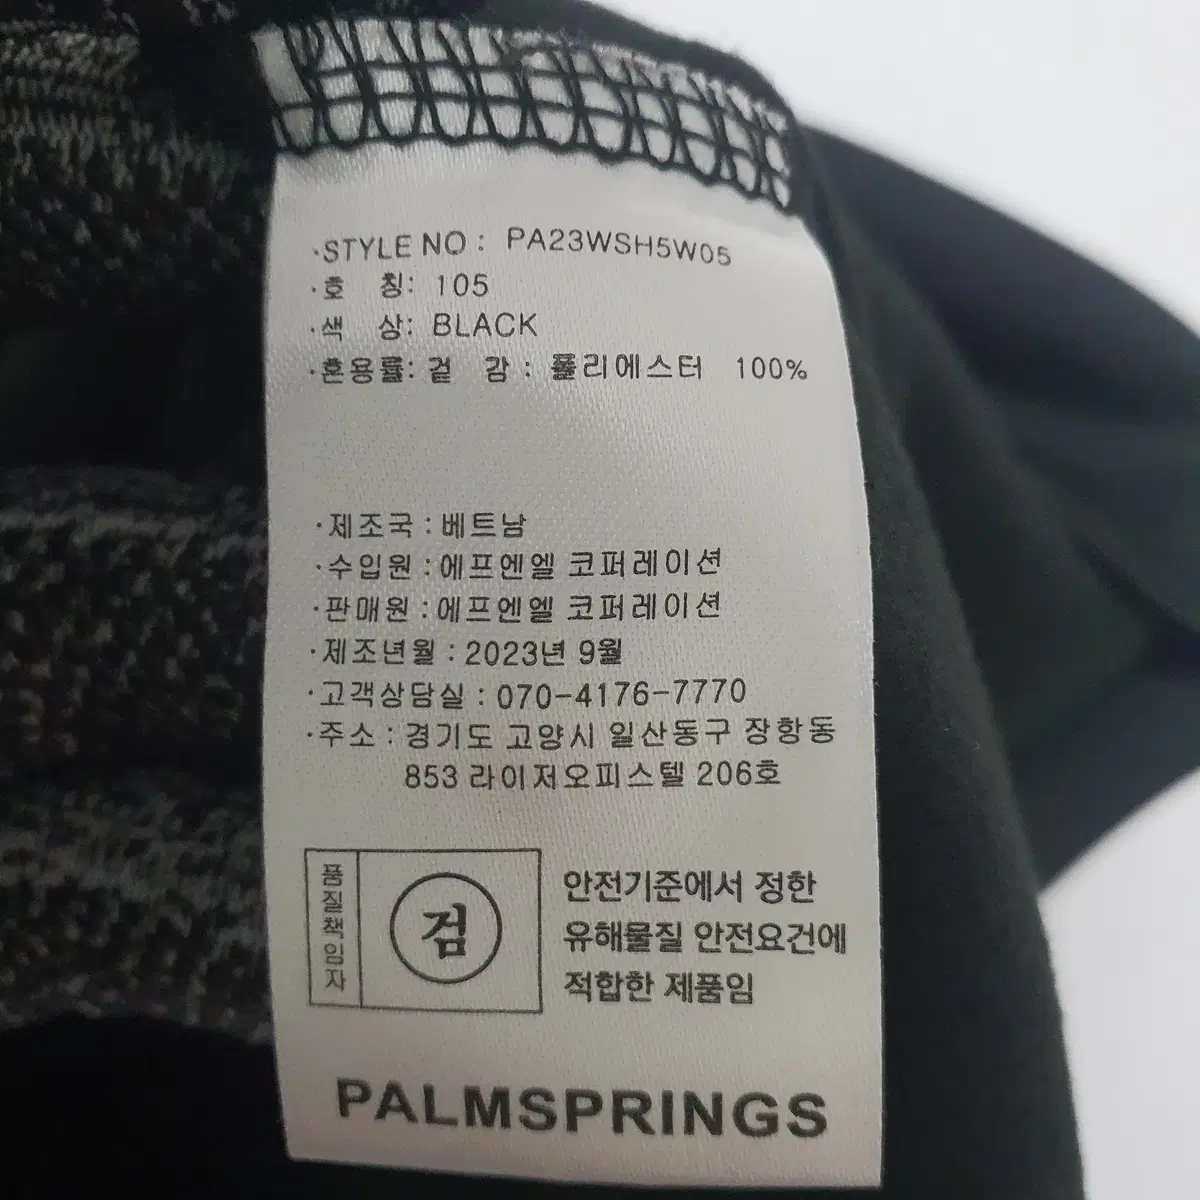 ·STYLE NO : PA23WSH5W05
·호 칭: 105
·색 상: BLACK
·혼용률: 겉 감 : 폴리에스터 100%
·제조국 : 베트남
·수입원 : 에프엔엘 코퍼레이션
·판매원 : 에프엔엘 코퍼레이션
·제조년월 : 2023년 9월
·고객상담실 : 070-4176-7770
·주소 : 경기도 고양시 일산동구 장항동
853 라이저오피스텔 206호
품질책임자
검
안전기준에서 정한
유해물질 안전요건에
적합한 제품임
PALMSPRINGS